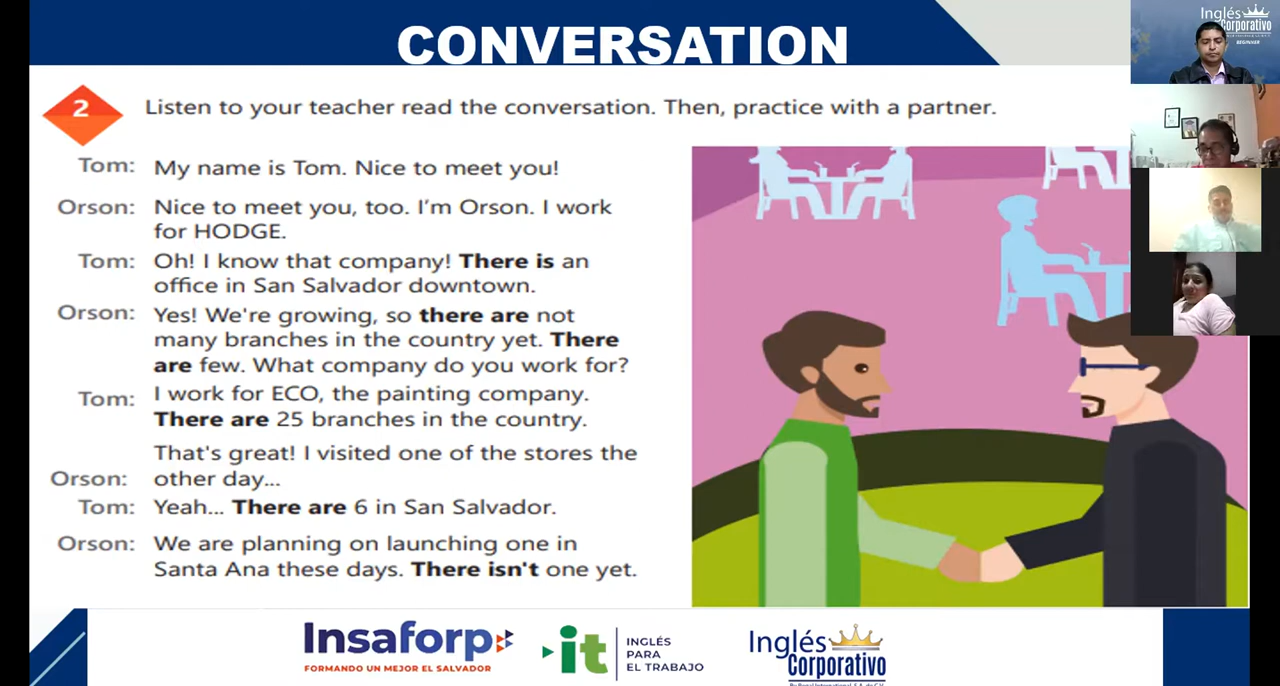 CONVERSATION
2
Listen to your teacher read the conversation. Then, practice with a partner.
Tom: My name is Tom. Nice to meet you!
Orson: Nice to meet you, too. I'm Orson. I work
for HODGE.
Tom: Oh! I know that company! There is an
office in San Salvador downtown.
Orson: Yes! We're growing, so there are not
many branches in the country yet. There
are few. What company do you work for?
Tom: I work for ECO, the painting company.
There are 25 branches in the country.
That's great! I visited one of the stores the
Orson: other day...
Tom: Yeah... There are 6 in San Salvador.
Orson: We are planning on launching one in
Santa Ana these days. There isn't one yet.
Insaforp
FORMANDO UN MEJOR EL SALVADOR
it
INGLÉS
PARA
EL TRABAJO
Inglés
Corporativo
Inglés
Corporativo
BEGINNER